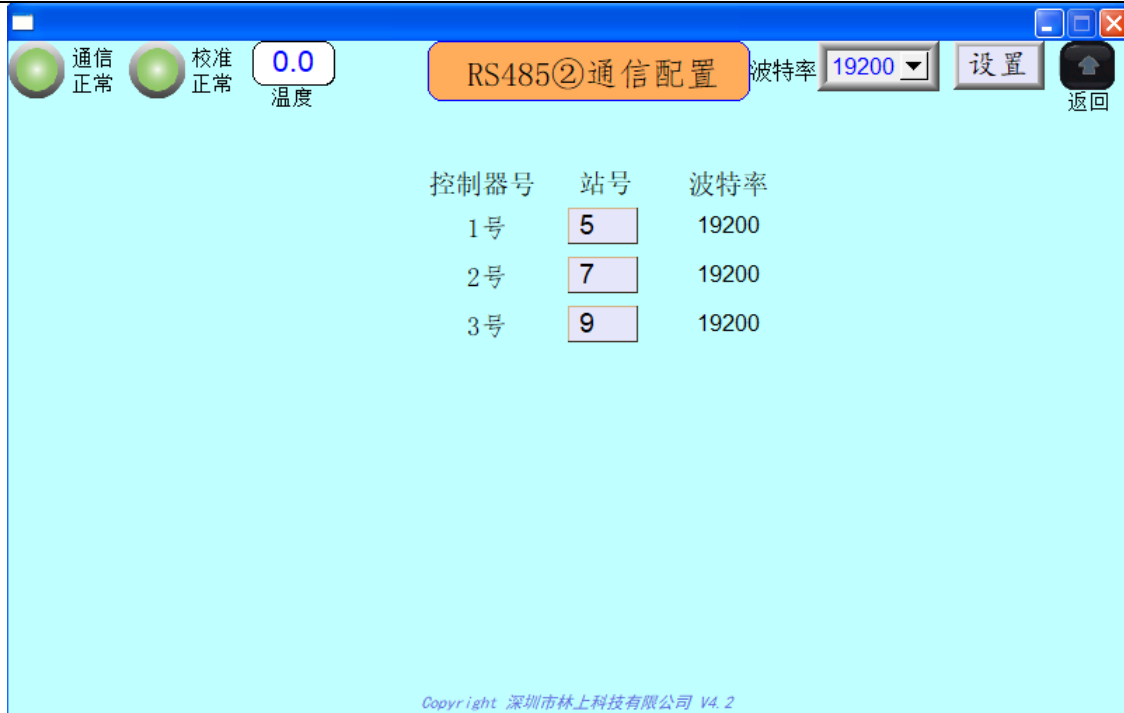 通信
正常
校准
正常
0.0
温度
RS485②通信配置
波特率
19200
设置
返回
控制器号 站号 波特率
1号 5 19200
2号 7 19200
3号 9 19200
Copyright 深圳市林上科技有限公司 V4.2